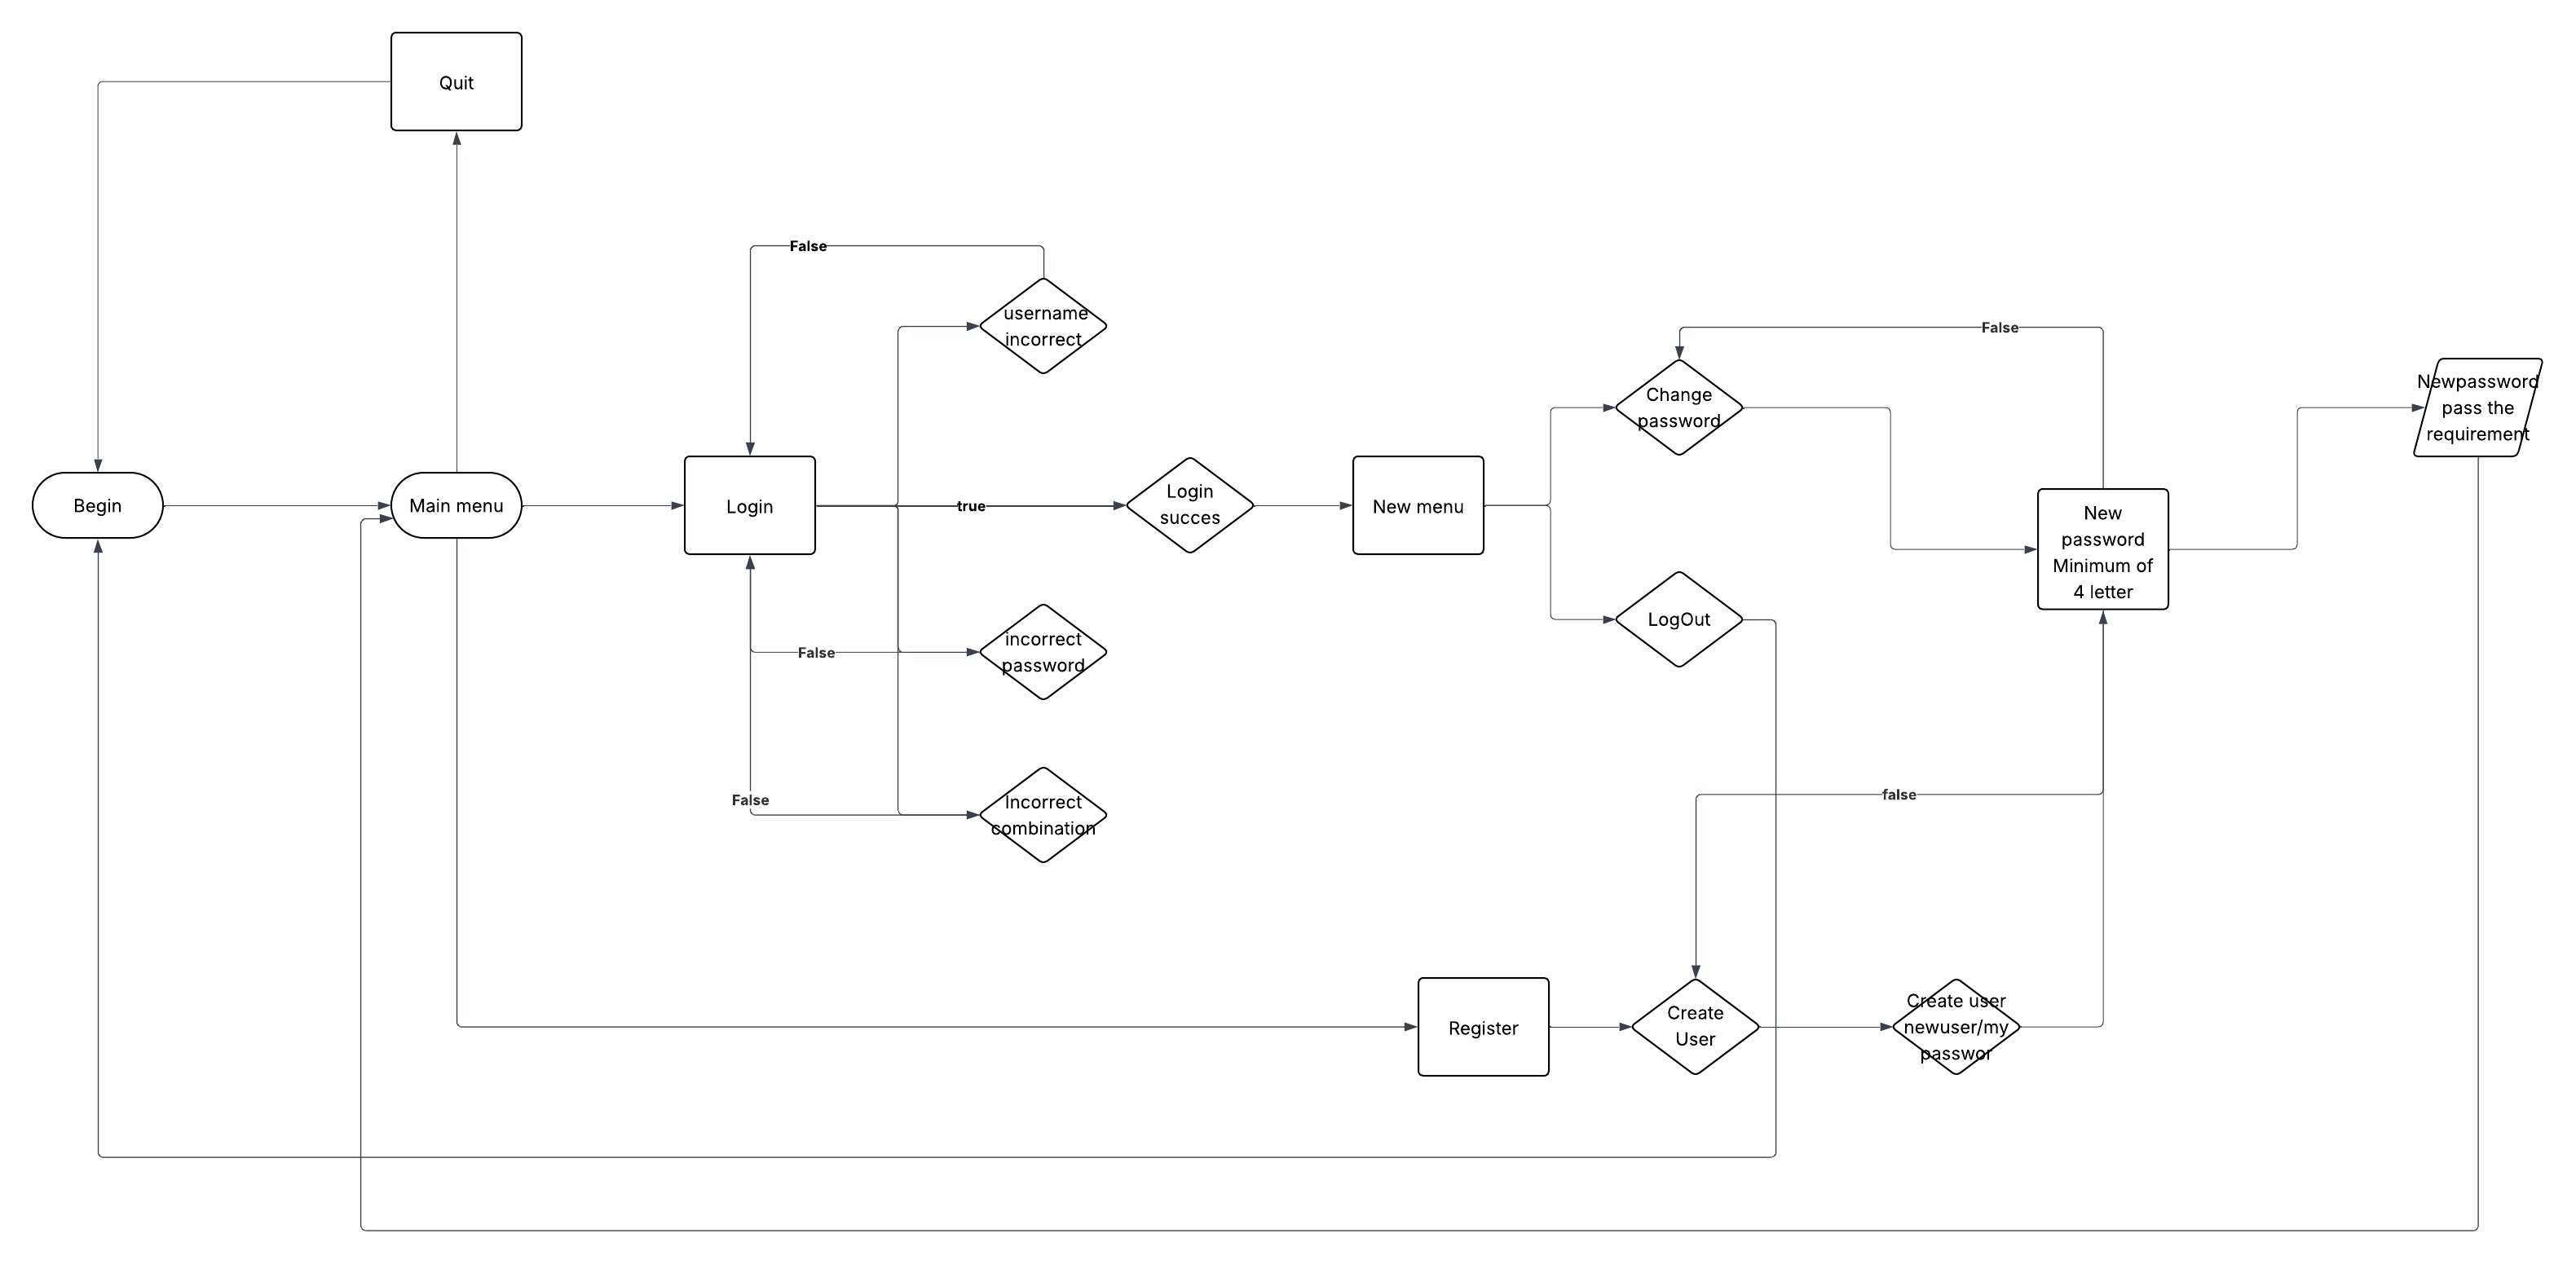 Quit
False
username
incorrect
False
Change
password
Newpassword
pass the
requirement
Begin
Main menu
Login
true
Login
succes
New menu
New
password
Minimum of
4 letter
LogOut
incorrect
password
False
False
Incorrect
combination
false
Register
Create
User
Create user
newuser/my
passwor